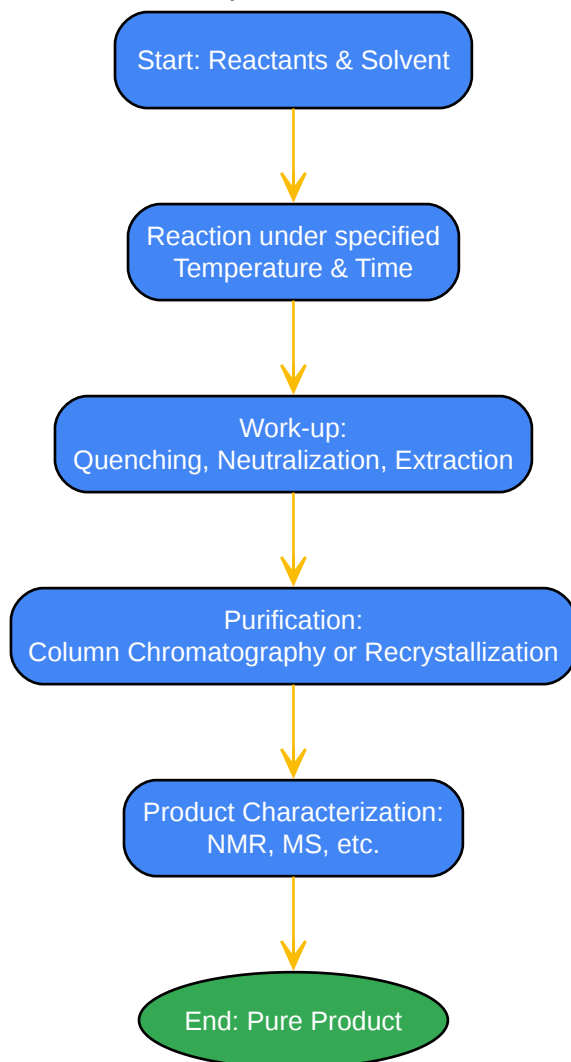 Start: Reactants & Solvent
Reaction under specified
Temperature & Time
Work-up:
Quenching, Neutralization, Extraction
Purification:
Column Chromatography or Recrystallization
Product Characterization:
NMR, MS, etc.
End: Pure Product